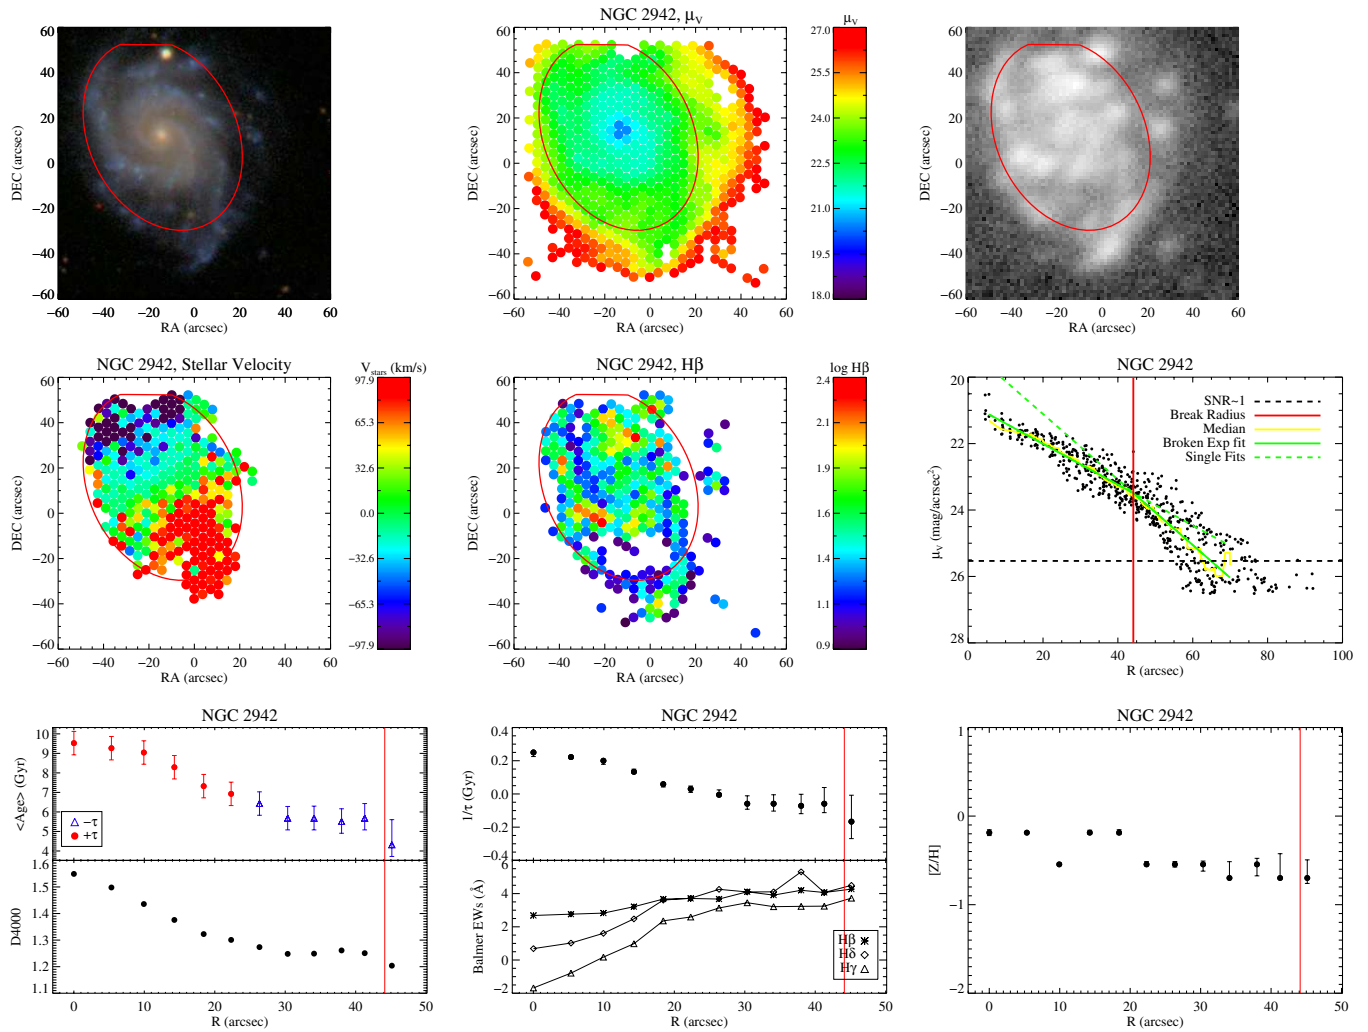 NGC 2942, μV
μV
60
40
20
0
−20
−40
−60
DEC (arcsec)
−60 −40 −20 0 20 40 60
RA (arcsec)
60
40
20
0
−20
−40
−60
DEC (arcsec)
−60 −40 −20 0 20 40 60
RA (arcsec)
27.0
25.5
24.0
22.5
21.0
19.5
18.0
60
40
20
0
−20
−40
−60
DEC (arcsec)
−60 −40 −20 0 20 40 60
RA (arcsec)
NGC 2942, Stellar Velocity
Vstars (km/s)
60
40
20
0
−20
−40
−60
DEC (arcsec)
−60 −40 −20 0 20 40 60
RA (arcsec)
97.9
65.3
32.6
0.0
−32.6
−65.3
−97.9
NGC 2942, Hβ
log Hβ
60
40
20
0
−20
−40
−60
DEC (arcsec)
−60 −40 −20 0 20 40 60
RA (arcsec)
2.4
2.1
1.9
1.6
1.4
1.1
0.9
NGC 2942
SNR~1
Break Radius
Median
Broken Exp fit
Single Fits
20
22
24
26
28
μV (mag/arcsec²)
0 20 40 60 80 100
R (arcsec)
NGC 2942
10
9
8
7
6
5
4
<Age> (Gyr)
−τ
+τ
1.6
1.5
1.4
1.3
1.2
1.1
D4000
0 10 20 30 40 50
R (arcsec)
NGC 2942
0.4
0.2
0.0
−0.2
−0.4
1/τ (Gyr)
6
4
2
0
−2
Balmer EWs (Å)
Hβ
Hδ
Hγ
0 10 20 30 40 50
R (arcsec)
NGC 2942
1
0
−1
−2
[Z/H]
0 10 20 30 40 50
R (arcsec)